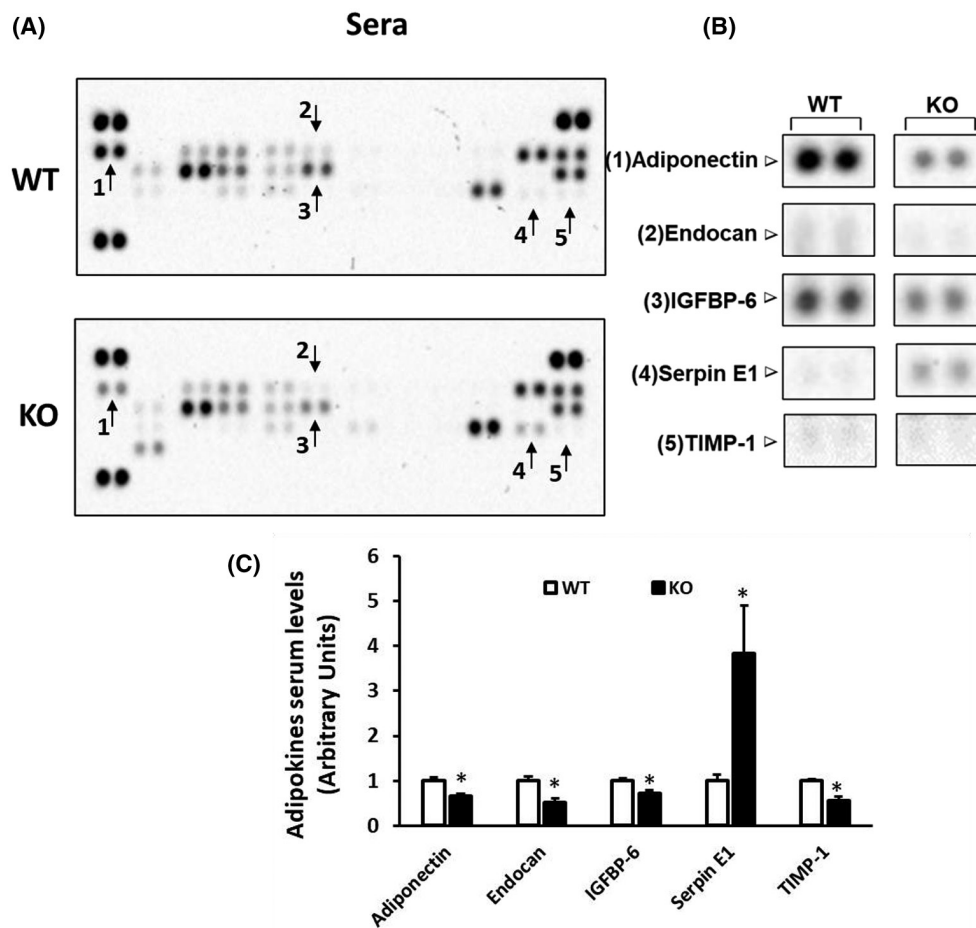 (A)
Sera
WT
1
2
3
4
5
KO
1
2
3
4
5
(B)
WT KO
(1)Adiponectin
(2)Endocan
(3)IGFBP-6
(4)Serpin E1
(5)TIMP-1
(C)
Adipokines serum levels
(Arbitrary Units)
6
5
4
3
2
1
0
WT KO
* * * * *
Adiponectin
Endocan
IGFBP-6
Serpin E1
TIMP-1